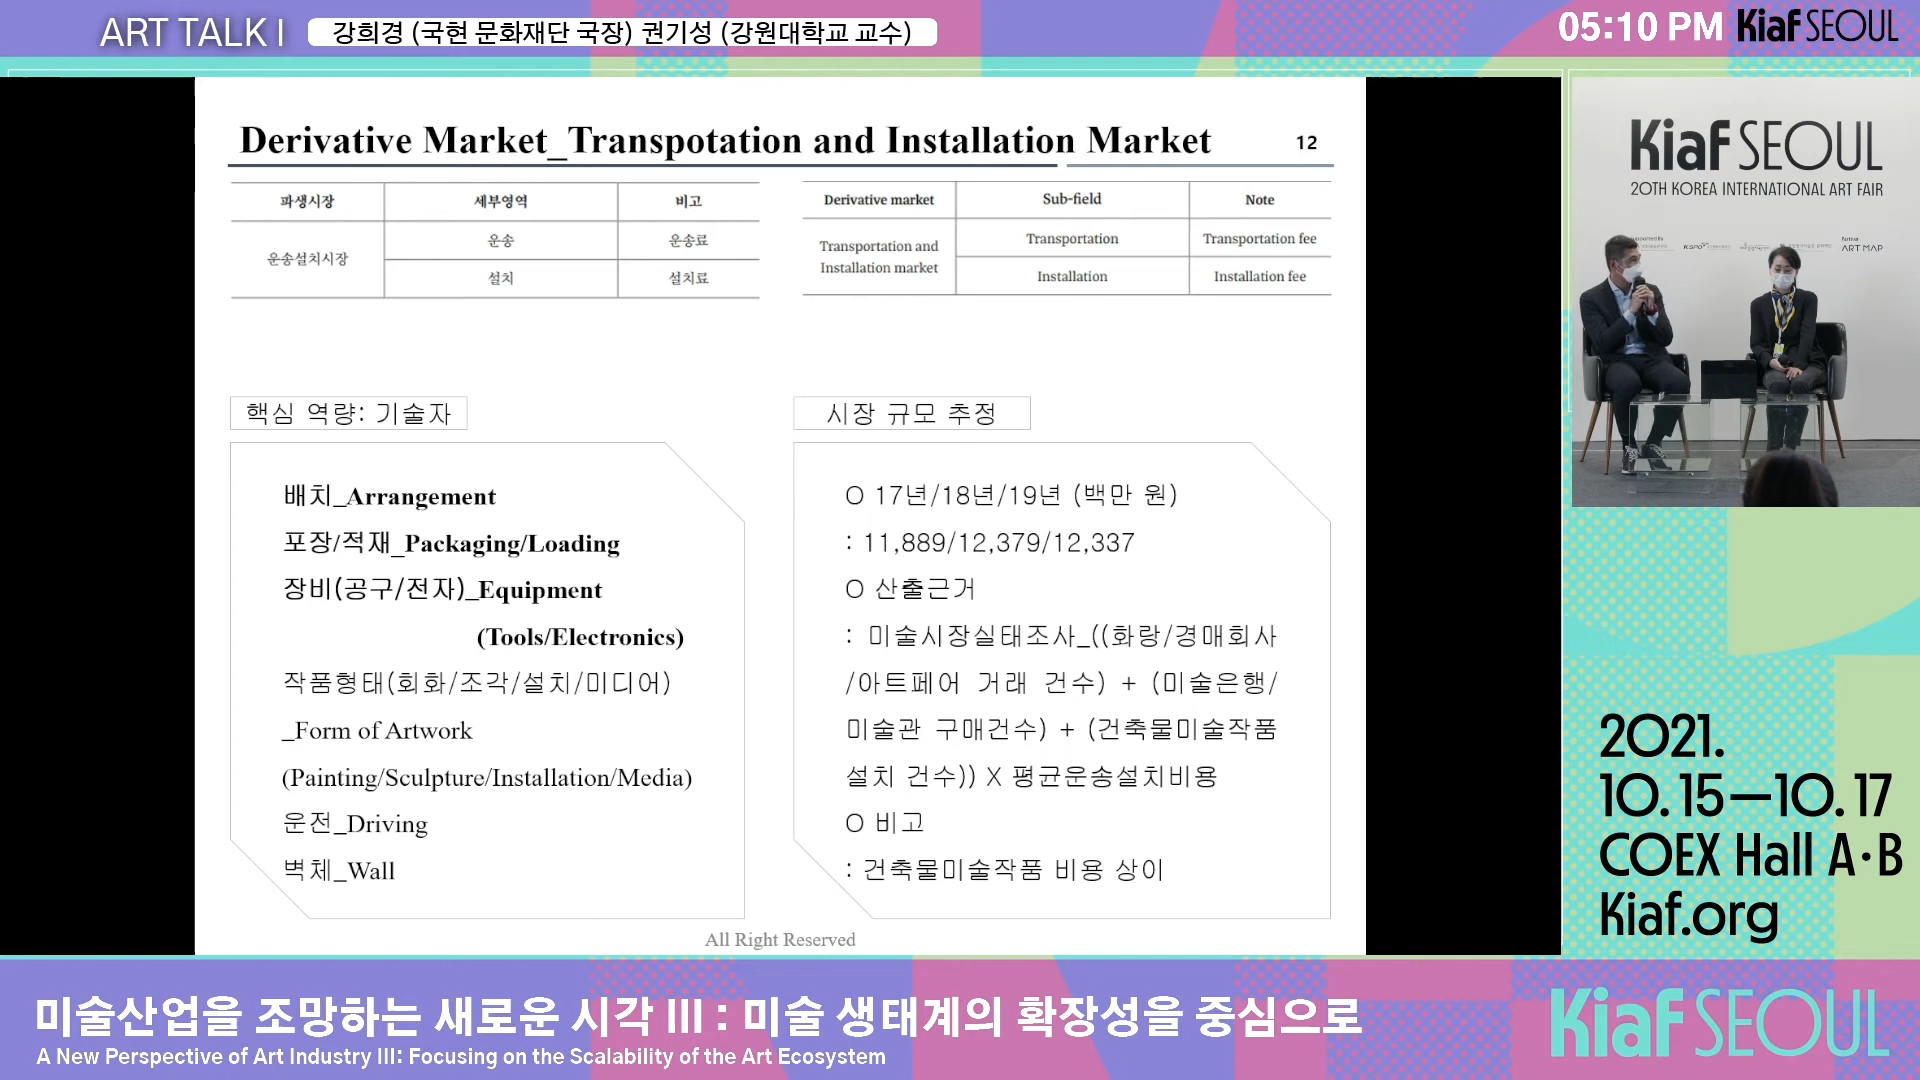 ART TALK I
강희경 (국현 문화재단 국장) 권기성 (강원대학교 교수)
05:10 PM
Kiaf SEOUL
Derivative Market_Transpotation and Installation Market
12
파생시장 세부영역 비고
운송설치시장
운송 운송료
설치 설치료
Derivative market Sub-field Note
Transportation and
Installation market
Transportation Transportation fee
Installation Installation fee
핵심 역량: 기술자
배치_Arrangement
포장/적재_Packaging/Loading
장비(공구/전자)_Equipment
(Tools/Electronics)
작품형태(회화/조각/설치/미디어)
_Form of Artwork
(Painting/Sculpture/Installation/Media)
운전_Driving
벽체_Wall
시장 규모 추정
O 17년/18년/19년 (백만 원)
: 11,889/12,379/12,337
O 산출근거
: 미술시장실태조사_((화랑/경매회사
/아트페어 거래 건수) + (미술은행/
미술관 구매건수) + (건축물미술작품
설치 건수)) X 평균운송설치비용
O 비고
: 건축물미술작품 비용 상이
All Right Reserved
Kiaf SEOUL
20TH KOREA INTERNATIONAL ART FAIR
KSPO
ART MAP
2021.
10.15—10.17
COEX Hall A·B
Kiaf.org
미술산업을 조망하는 새로운 시각 III : 미술 생태계의 확장성을 중심으로
A New Perspective of Art Industry III: Focusing on the Scalability of the Art Ecosystem
Kiaf SEOUL